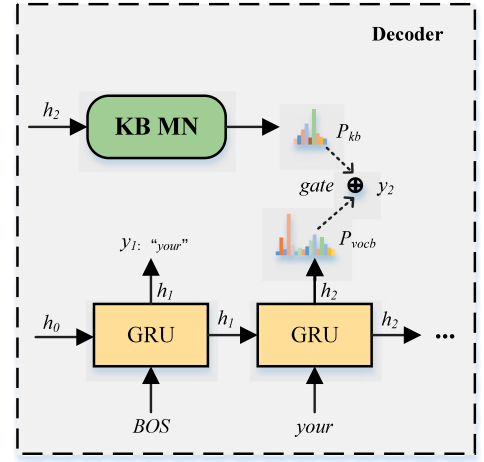 Decoder
h2
KB MN
Pkb
gate ⊕ y2
y1: "your"
Pvocb
h1
h2
h0
GRU
h1
GRU
h2
...
BOS
your